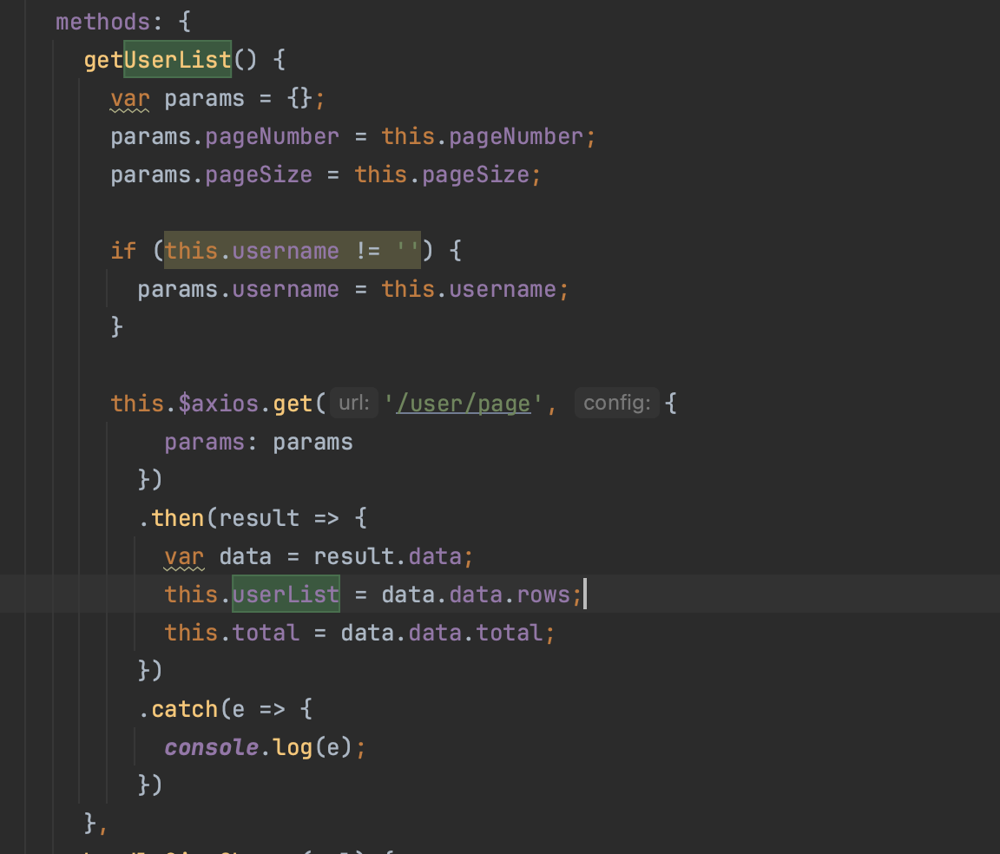 methods: {
getUserList() {
var params = {};
params.pageNumber = this.pageNumber;
params.pageSize = this.pageSize;
if (this.username != '') {
params.username = this.username;
}
this.$axios.get( url: '/user/page', config: {
params: params
})
.then(result => {
var data = result.data;
this.userList = data.data.rows;
this.total = data.data.total;
})
.catch(e => {
console.log(e);
})
},